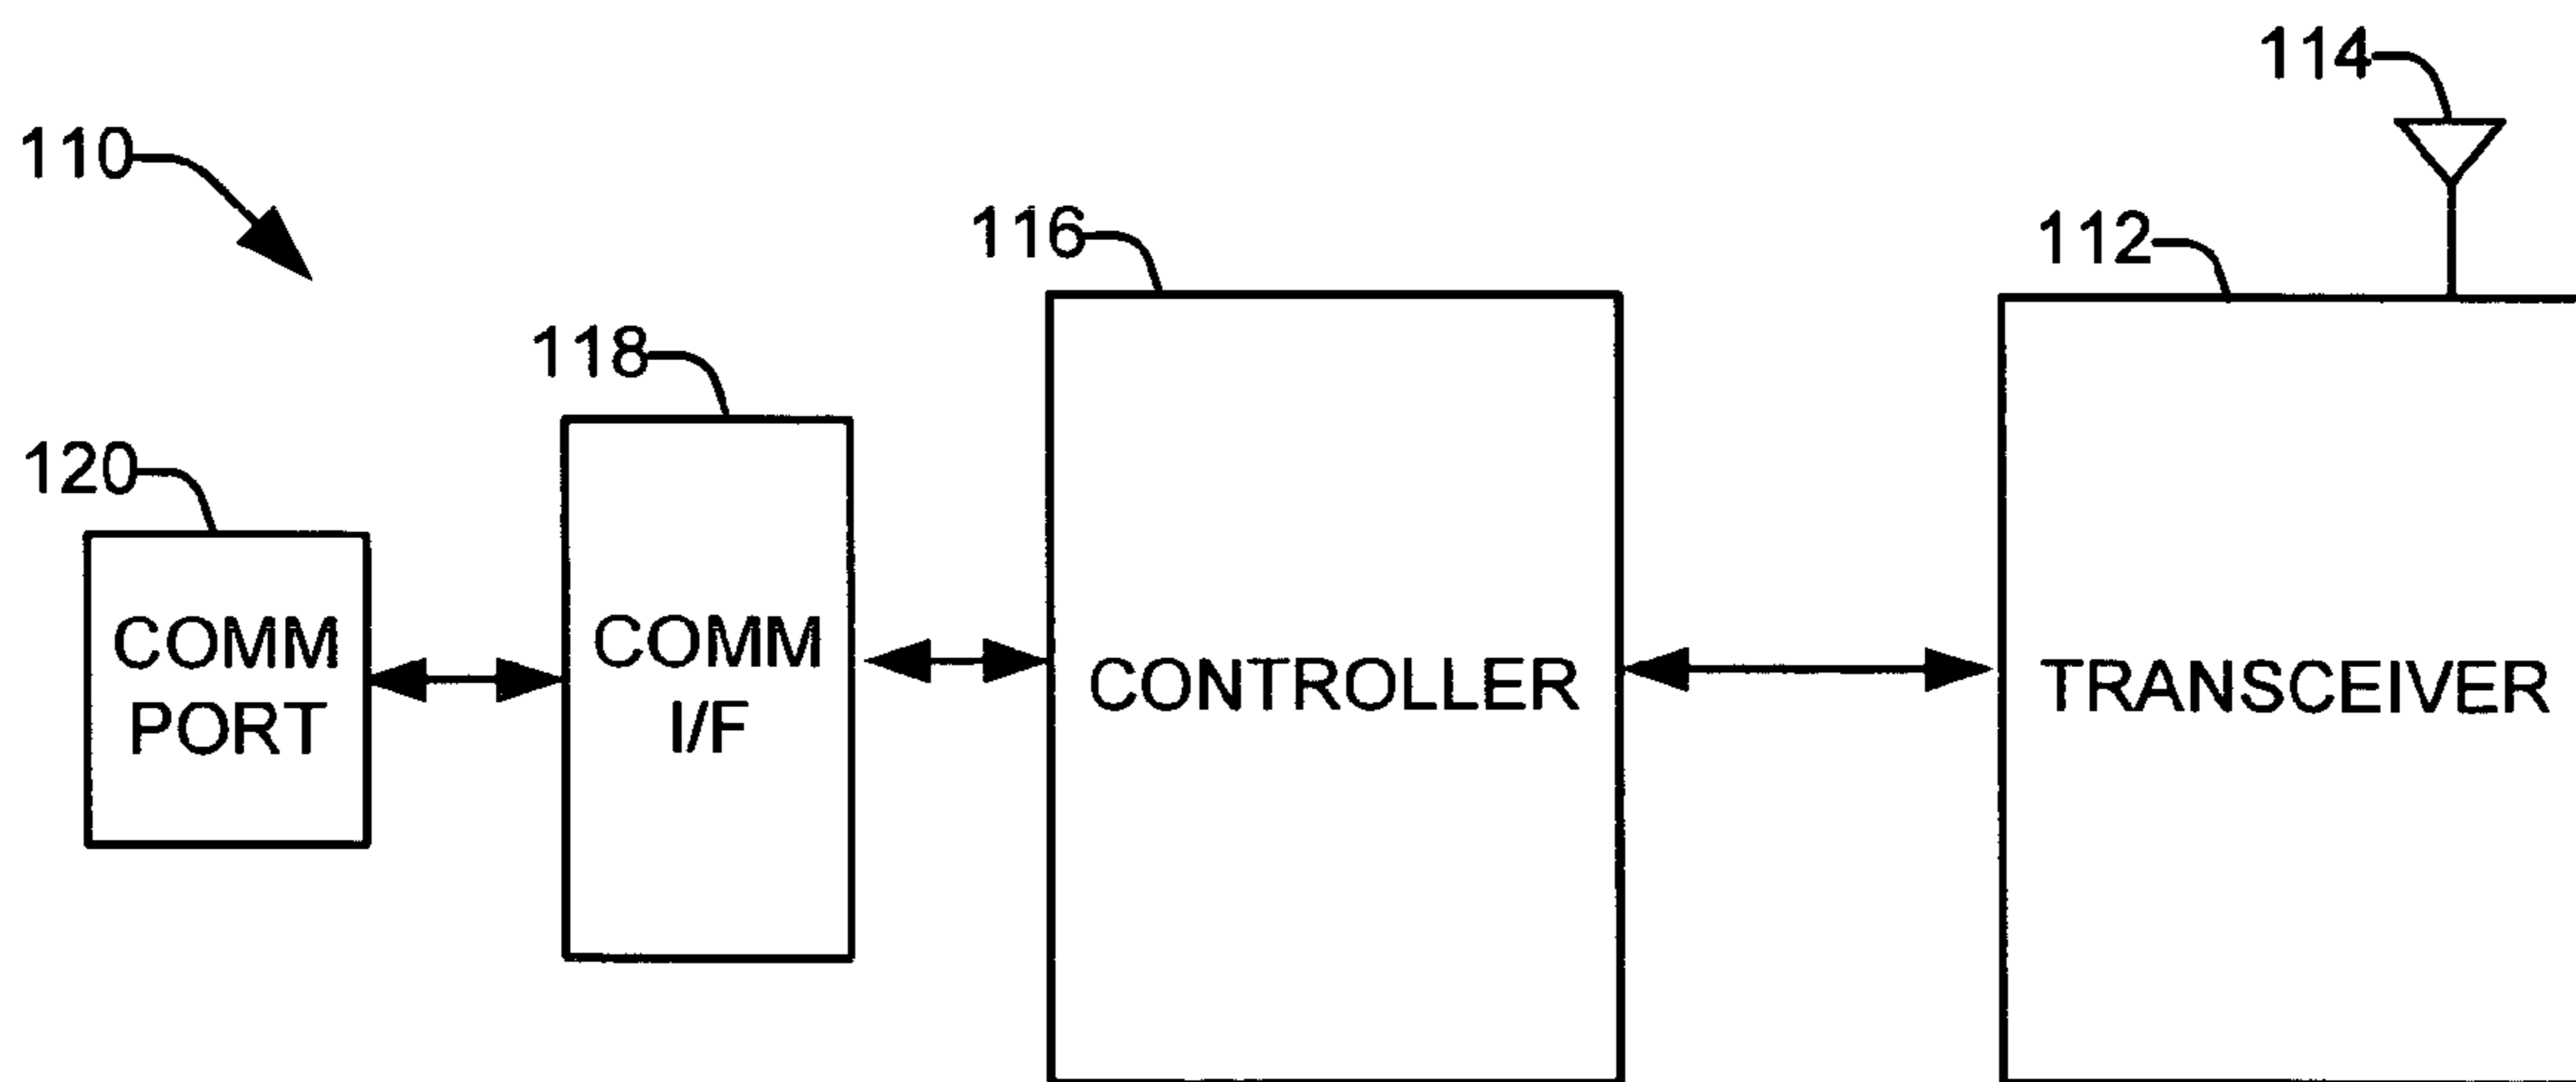 114
110
116
112
118
120
COMM
PORT
COMM
I/F
CONTROLLER
TRANSCEIVER